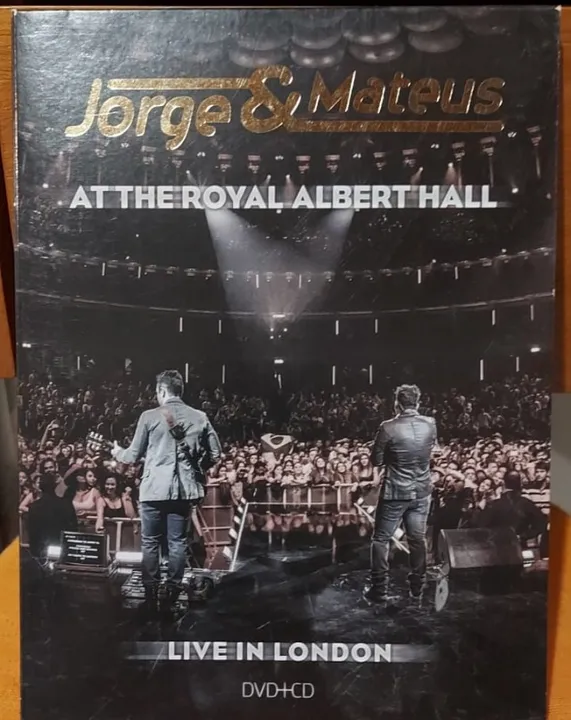 Jorge & Mateus
AT THE ROYAL ALBERT HALL
LIVE IN LONDON
DVD+CD